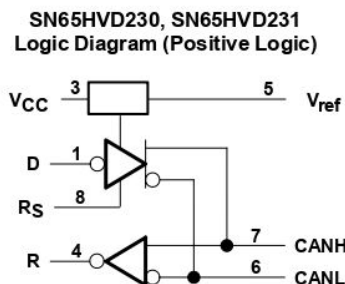 SN65HVD230, SN65HVD231
Logic Diagram (Positive Logic)
VCC 3 5 Vref
D 1
RS 8
R 4
7 CANH
6 CANL